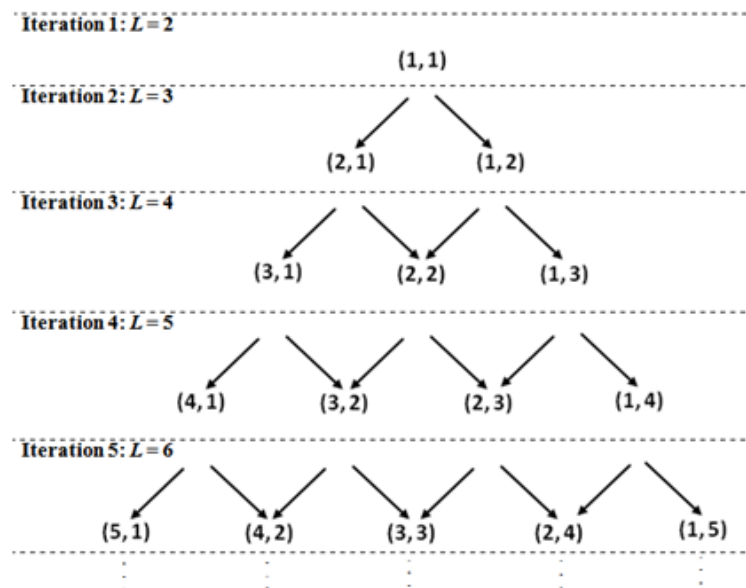 Iteration 1: L = 2
(1, 1)
Iteration 2: L = 3
(2, 1) (1, 2)
Iteration 3: L = 4
(3, 1) (2, 2) (1, 3)
Iteration 4: L = 5
(4, 1) (3, 2) (2, 3) (1, 4)
Iteration 5: L = 6
(5, 1) (4, 2) (3, 3) (2, 4) (1, 5)